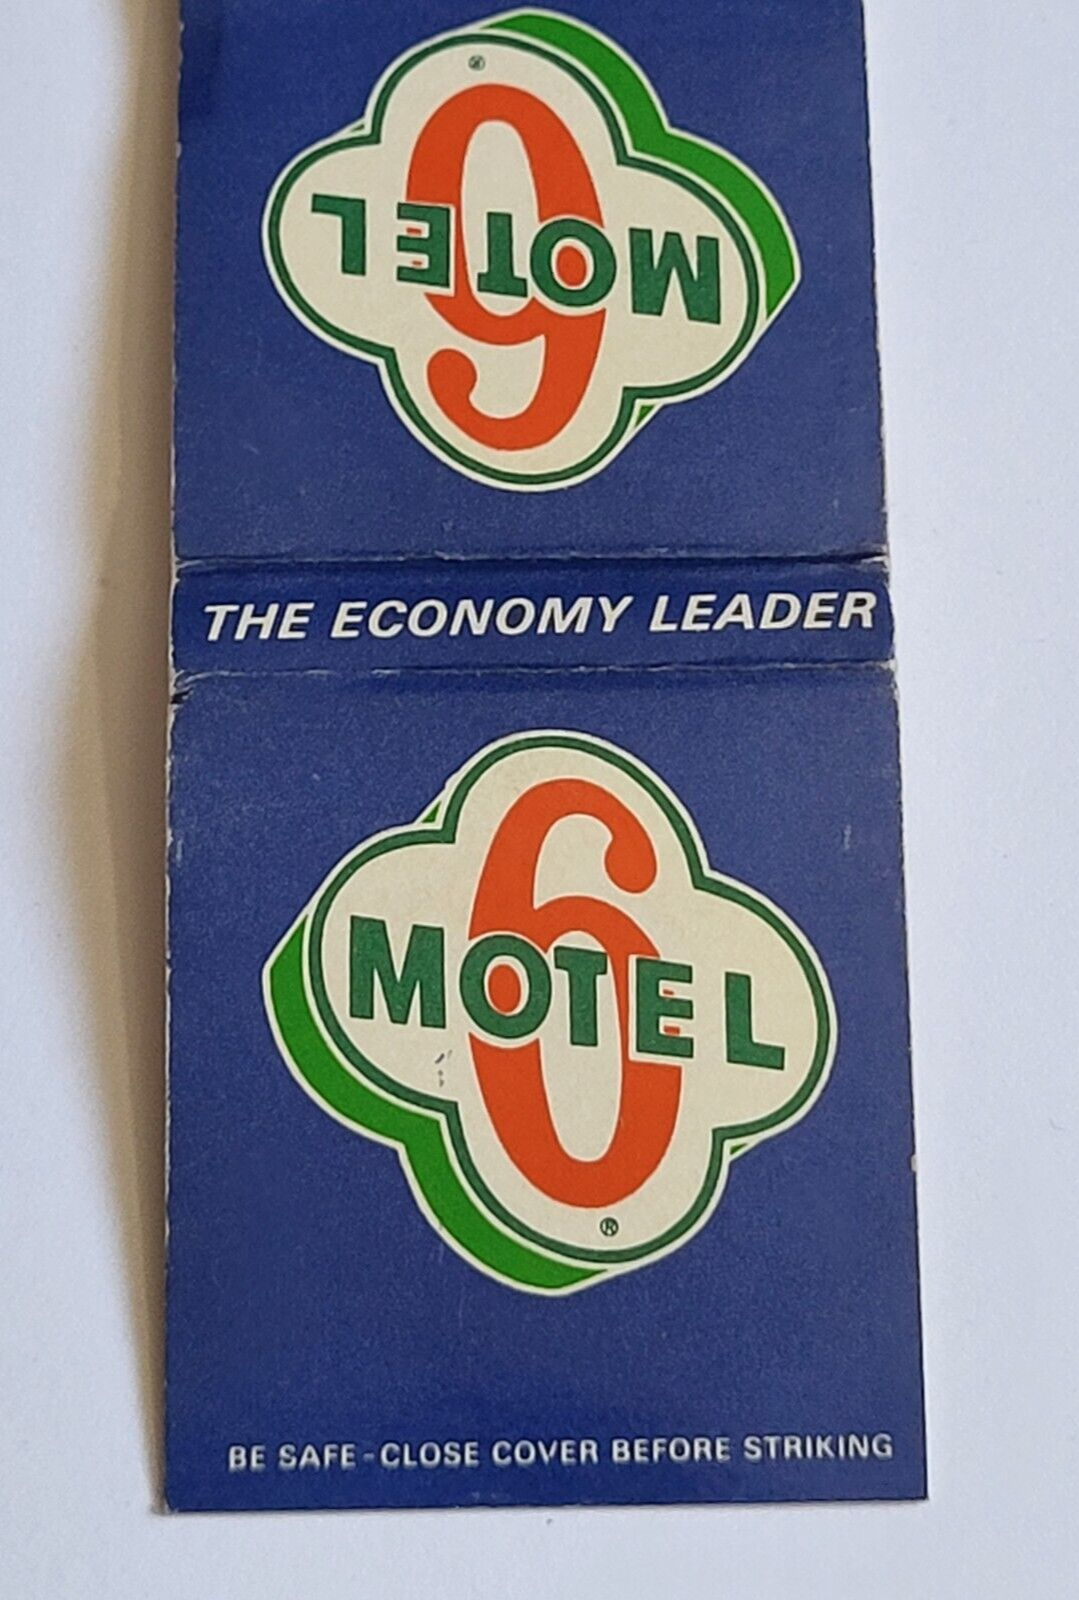 MOTEL
6
®
THE ECONOMY LEADER
6
MOTEL
®
BE SAFE - CLOSE COVER BEFORE STRIKING